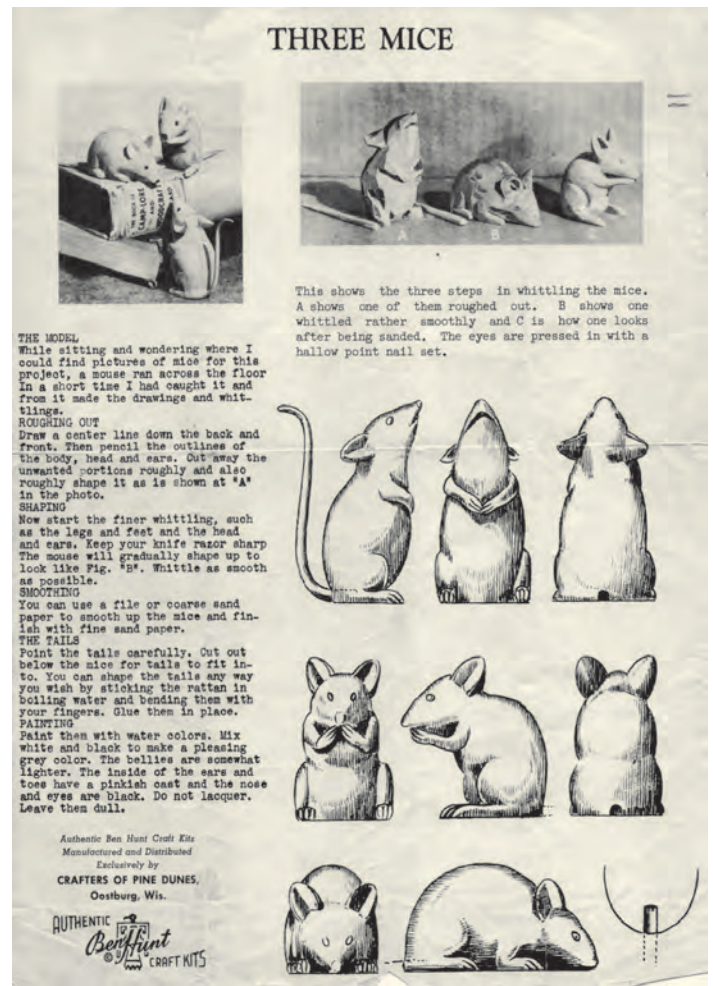 THREE MICE
THE BOOK OF
CAMP-LORE
AND
WOODCRAFT
A
B
This shows the three steps in whittling the mice.
A shows one of them roughed out. B shows one
whittled rather smoothly and C is how one looks
after being sanded. The eyes are pressed in with a
hallow point nail set.
THE MODEL
While sitting and wondering where I
could find pictures of mice for this
project, a mouse ran across the floor
In a short time I had caught it and
from it made the drawings and whit-
tlings.
ROUGHING OUT
Draw a center line down the back and
front. Then pencil the outlines of
the body, head and ears. Cut away the
unwanted portions roughly and also
roughly shape it as is shown at "A"
in the photo.
SHAPING
Now start the finer whittling, such
as the legs and feet and the head
and ears. Keep your knife razor sharp
The mouse will gradually shape up to
look like Fig. "B". Whittle as smooth
as possible.
SMOOTHING
You can use a file or coarse sand
paper to smooth up the mice and fin-
ish with fine sand paper.
THE TAILS
Point the tails carefully. Cut out
below the mice for tails to fit in-
to. You can shape the tails any way
you wish by sticking the rattan in
boiling water and bending them with
your fingers. Glue them in place.
PAINTING
Paint them with water colors. Mix
white and black to make a pleasing
grey color. The bellies are somewhat
lighter. The inside of the ears and
toes have a pinkish cast and the nose
and eyes are black. Do not lacquer.
Leave them dull.
Authentic Ben Hunt Craft Kits
Manufactured and Distributed
Exclusively by
CRAFTERS OF PINE DUNES,
Oostburg, Wis.
AUTHENTIC
Ben Hunt
©
CRAFT KITS